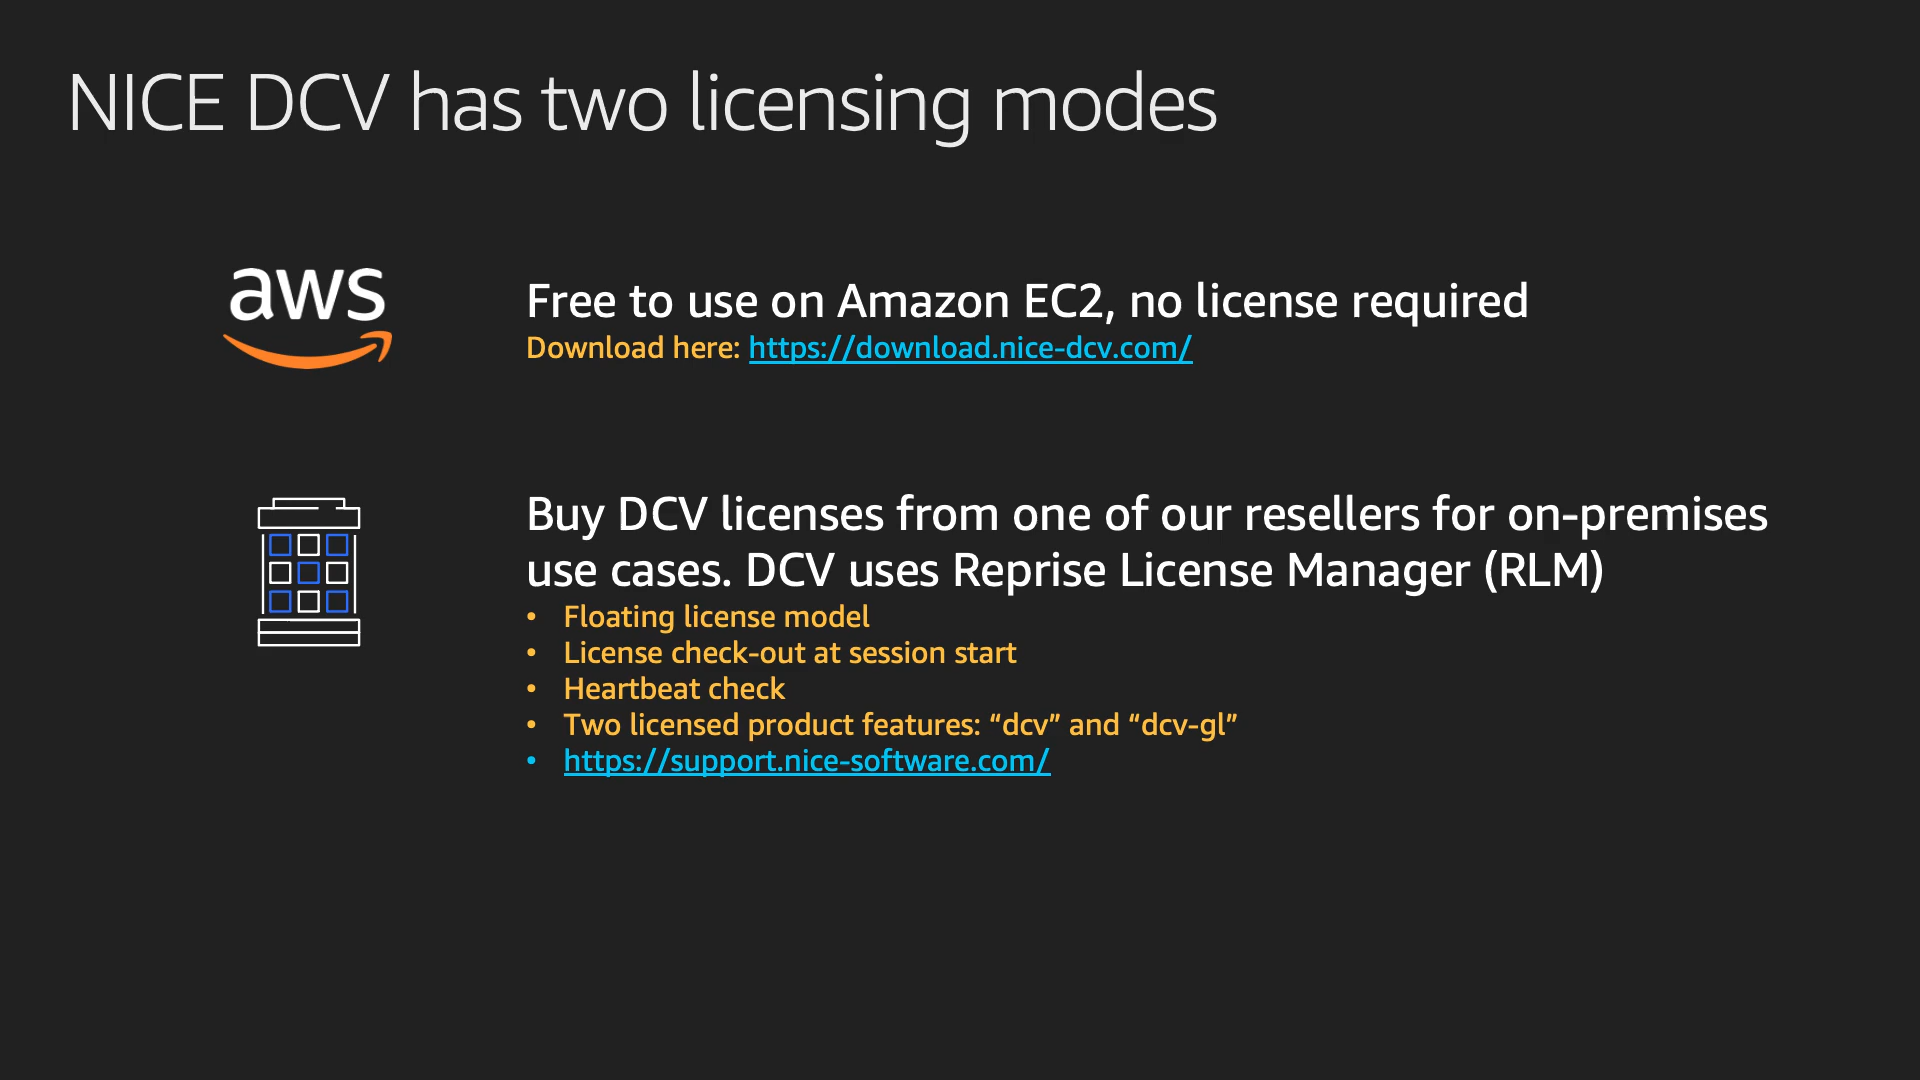 NICE DCV has two licensing modes
aws
Free to use on Amazon EC2, no license required
Download here: https://download.nice-dcv.com/
Buy DCV licenses from one of our resellers for on-premises
use cases. DCV uses Reprise License Manager (RLM)
• Floating license model
• License check-out at session start
• Heartbeat check
• Two licensed product features: “dcv” and “dcv-gl”
• https://support.nice-software.com/